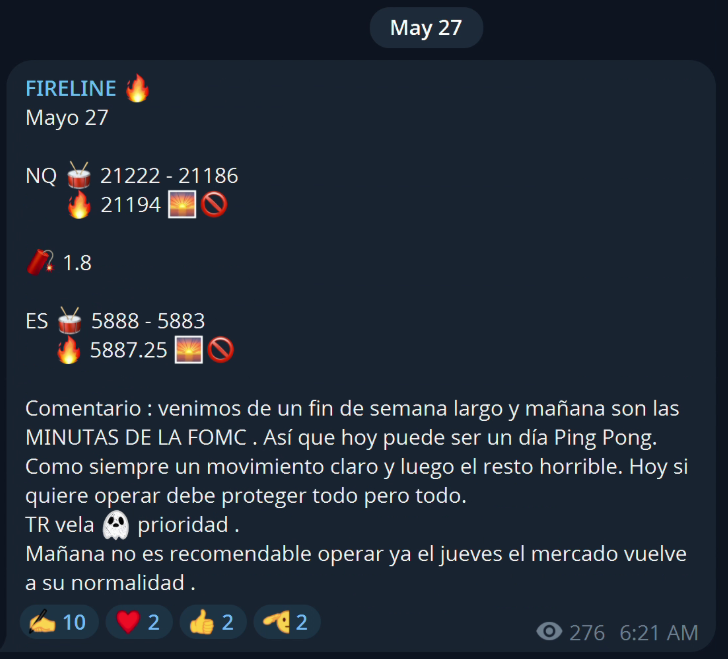 May 27
FIRELINE 🔥
Mayo 27
NQ 🥁 21222 - 21186
🔥 21194 🌅🚫
🧨 1.8
ES 🥁 5888 - 5883
🔥 5887.25 🌅🚫
Comentario : venimos de un fin de semana largo y mañana son las
MINUTAS DE LA FOMC . Así que hoy puede ser un día Ping Pong.
Como siempre un movimiento claro y luego el resto horrible. Hoy si
quiere operar debe proteger todo pero todo.
TR vela 👻 prioridad .
Mañana no es recomendable operar ya el jueves el mercado vuelve
a su normalidad .
✍️ 10 ❤️ 2 👍 2 🫡 2 276 6:21 AM